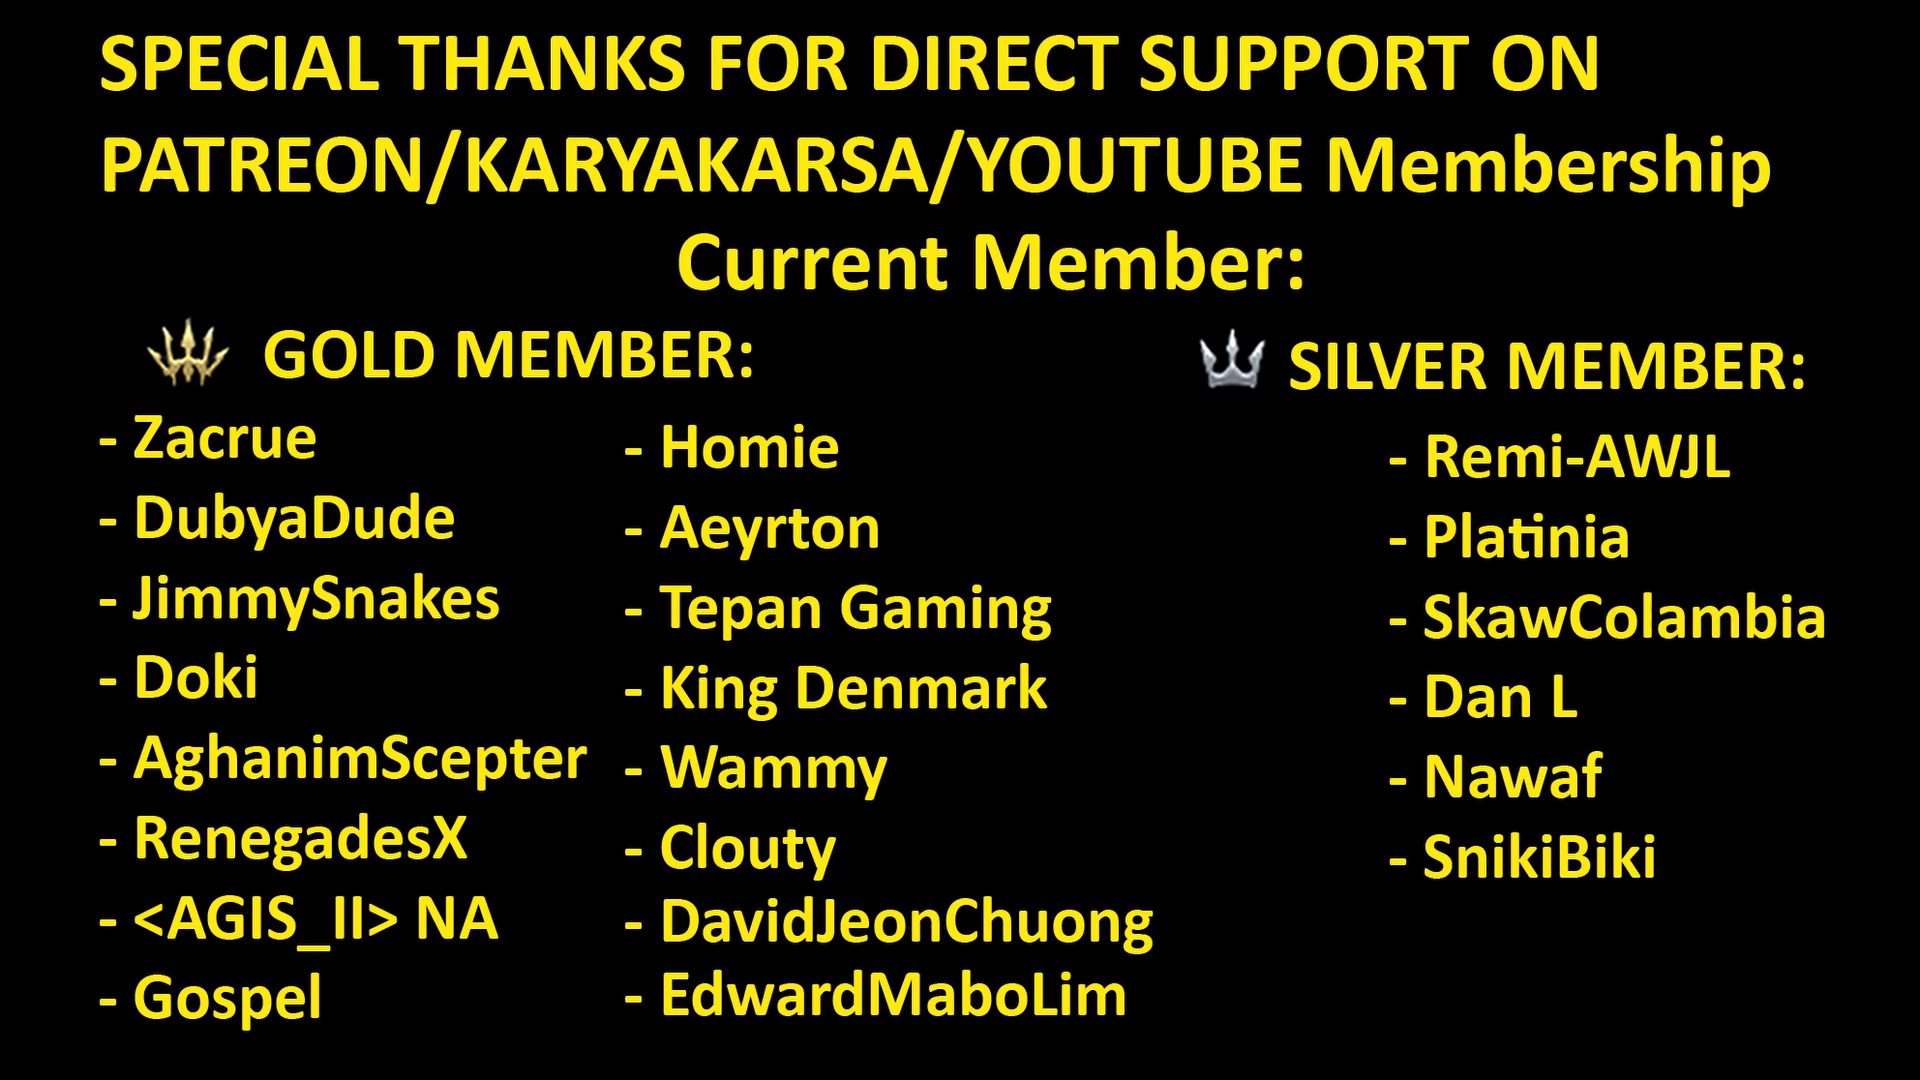 SPECIAL THANKS FOR DIRECT SUPPORT ON
PATREON/KARYAKARSA/YOUTUBE Membership
Current Member:
GOLD MEMBER:
- Zacrue
- DubyaDude
- JimmySnakes
- Doki
- AghanimScepter
- RenegadesX
- <AGIS_II> NA
- Gospel
- Homie
- Aeyrton
- Tepan Gaming
- King Denmark
- Wammy
- Clouty
- DavidJeonChuong
- EdwardMaboLim
SILVER MEMBER:
- Remi-AWJL
- Platinia
- SkawColambia
- Dan L
- Nawaf
- SnikiBiki